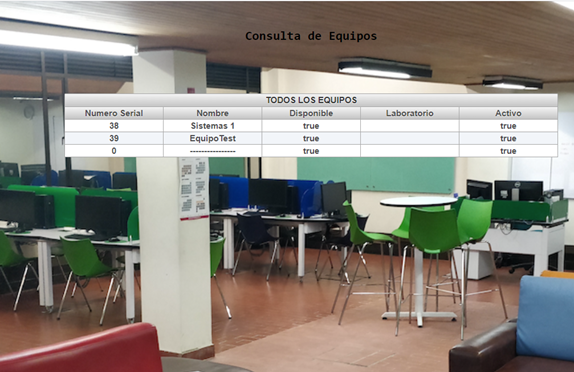 Consulta de Equipos
TODOS LOS EQUIPOS
Numero Serial Nombre Disponible Laboratorio Activo
38 Sistemas 1 true true
39 EquipoTest true true
0 ---------------- true true